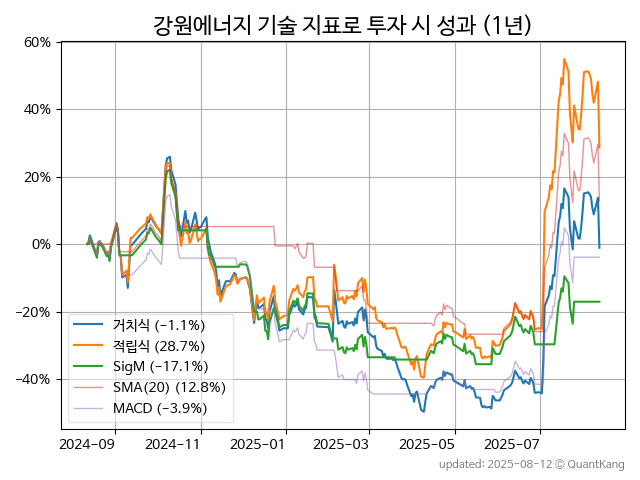 강원에너지 기술 지표로 투자 시 성과 (1년)
60%
40%
20%
0%
−20%
−40%
거치식 (−1.1%)
적립식 (28.7%)
SigM (−17.1%)
SMA(20) (12.8%)
MACD (−3.9%)
2024-09 2024-11 2025-01 2025-03 2025-05 2025-07
updated: 2025-08-12 © QuantKang